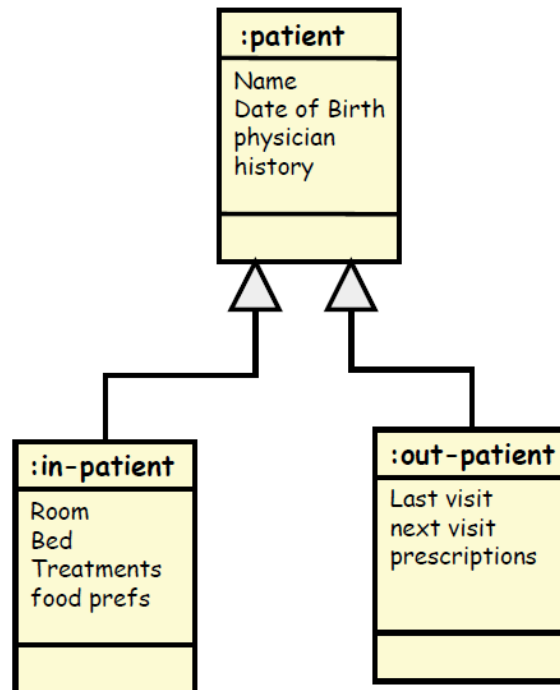 :patient
Name
Date of Birth
physician
history
:in-patient
Room
Bed
Treatments
food prefs
:out-patient
Last visit
next visit
prescriptions